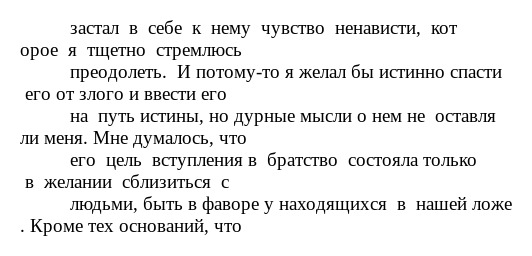 застал в себе к нему чувство ненависти, кот
орое я тщетно стремлюсь
преодолеть. И потому-то я желал бы истинно спасти
его от злого и ввести его
на путь истины, но дурные мысли о нем не оставля
ли меня. Мне думалось, что
его цель вступления в братство состояла только
в желании сблизиться с
людьми, быть в фаворе у находящихся в нашей ложе
. Кроме тех оснований, что